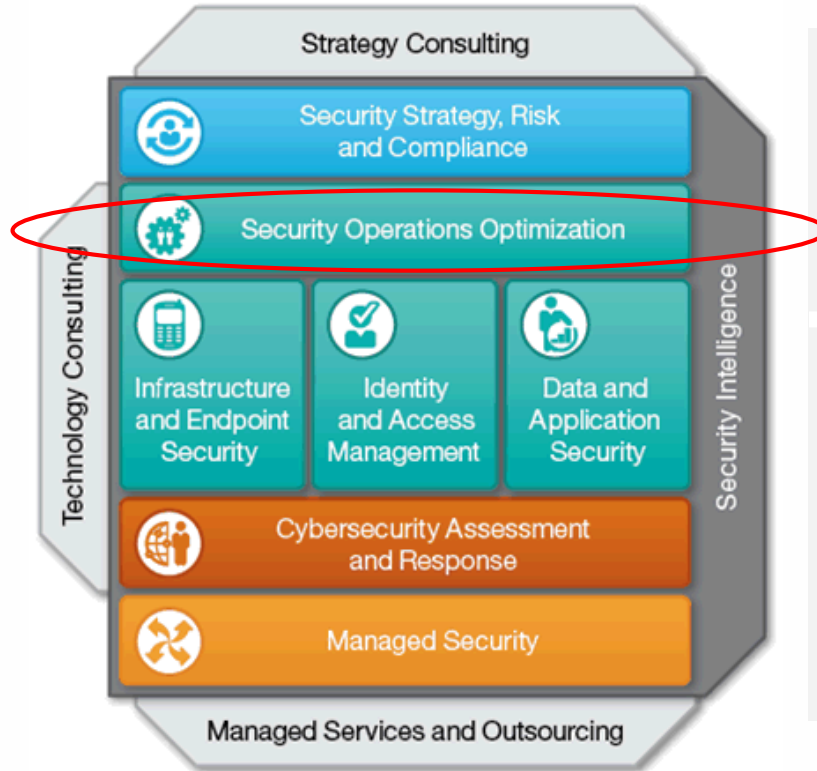 Strategy Consulting
Security Strategy, Risk
and Compliance
Security Operations Optimization
Technology Consulting
Infrastructure
and Endpoint
Security
Identity
and Access
Management
Data and
Application
Security
Security Intelligence
Cybersecurity Assessment
and Response
Managed Security
Managed Services and Outsourcing